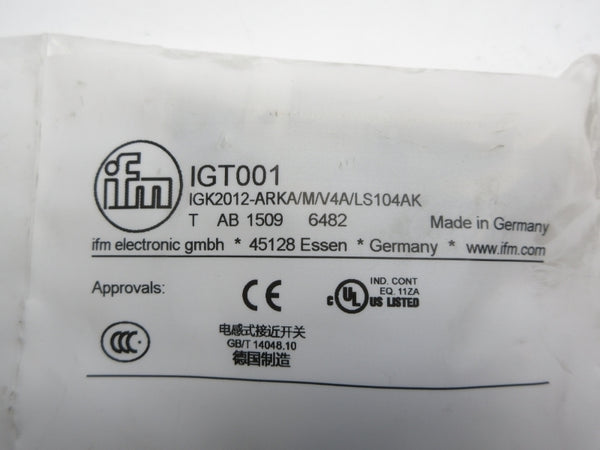 ifm
IGT001
IGK2012-ARKA/M/V4A/LS104AK
T AB 1509 6482 Made in Germany
ifm electronic gmbh * 45128 Essen * Germany * www.ifm.com
Approvals:
CE
c UL US LISTED
IND. CONT
EQ. 11ZA
CCC
电感式接近开关
GB/T 14048.10
德国制造